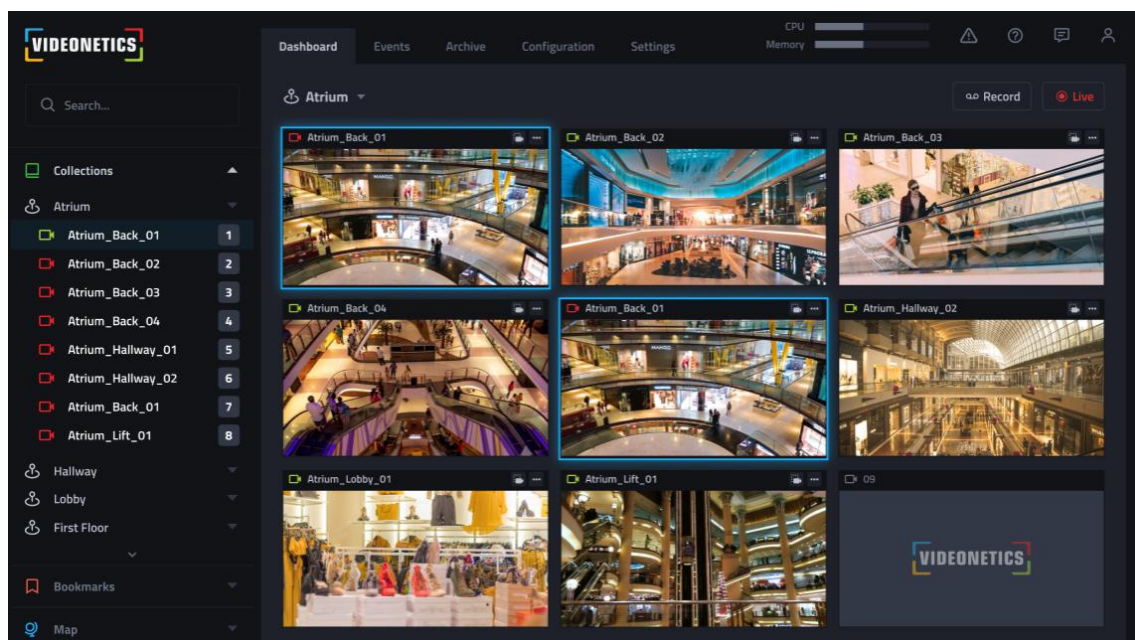 VIDEONETICS
Search...
Collections
Atrium
Atrium_Back_01 1
Atrium_Back_02 2
Atrium_Back_03 3
Atrium_Back_04 4
Atrium_Hallway_01 5
Atrium_Hallway_02 6
Atrium_Back_01 7
Atrium_Lift_01 8
Hallway
Lobby
First Floor
Bookmarks
Map
Dashboard Events Archive Configuration Settings
CPU
Memory
Atrium
Record Live
Atrium_Back_01 Atrium_Back_02 Atrium_Back_03
MANGO
Atrium_Back_04 Atrium_Back_01 Atrium_Hallway_02
MANGO
Atrium_Lobby_01 Atrium_Lift_01 09
VIDEONETICS